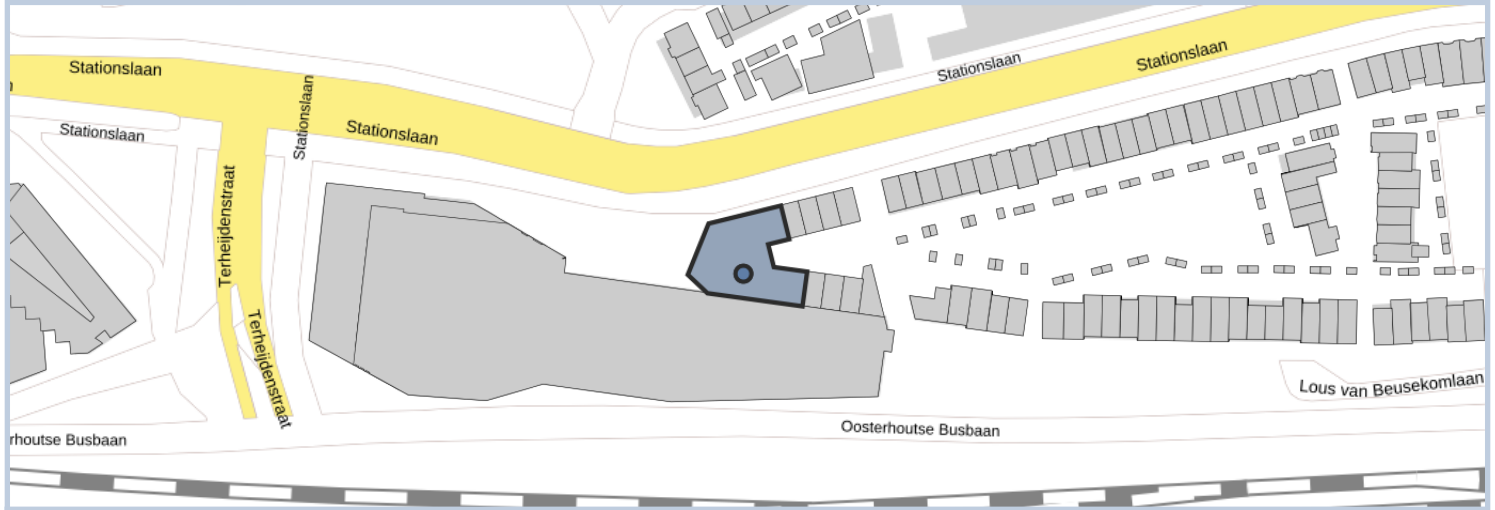 Stationslaan
Stationslaan
Stationslaan
Stationslaan
Stationslaan
Stationslaan
Terheijdenstraat
Terheijdenstraat
Lous van Beusekomlaan
Oosterhoutse Busbaan
rhoutse Busbaan